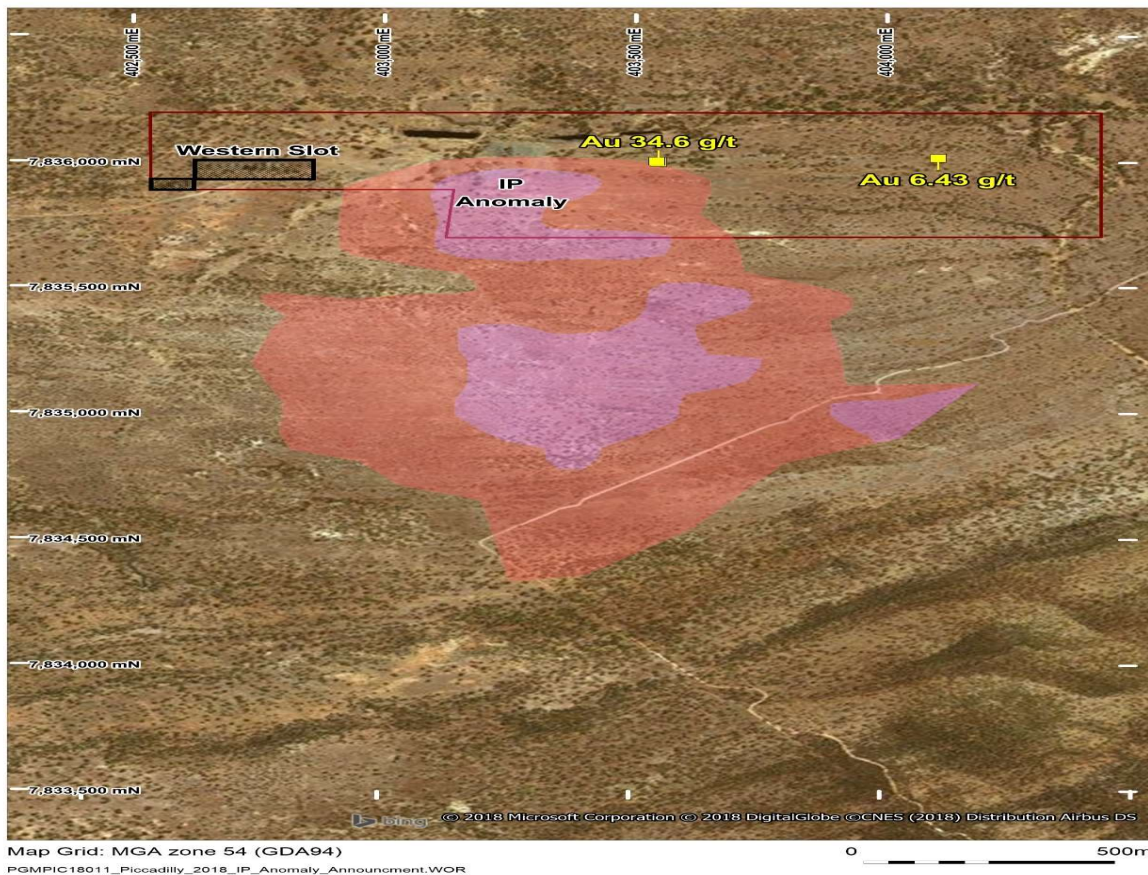 402,500 mE
403,000 mE
403,500 mE
404,000 mE
Au 34.6 g/t
Western Slot
7,836,000 mN
Au 6.43 g/t
IP
Anomaly
7,835,500 mN
7,835,000 mN
7,834,500 mN
7,834,000 mN
7,833,500 mN
bing © 2018 Microsoft Corporation © 2018 DigitalGlobe ©CNES (2018) Distribution Airbus DS
Map Grid: MGA zone 54 (GDA94)
0 500m
PGMPIC18011_Piccadilly_2018_IP_Anomaly_Announcment.WOR